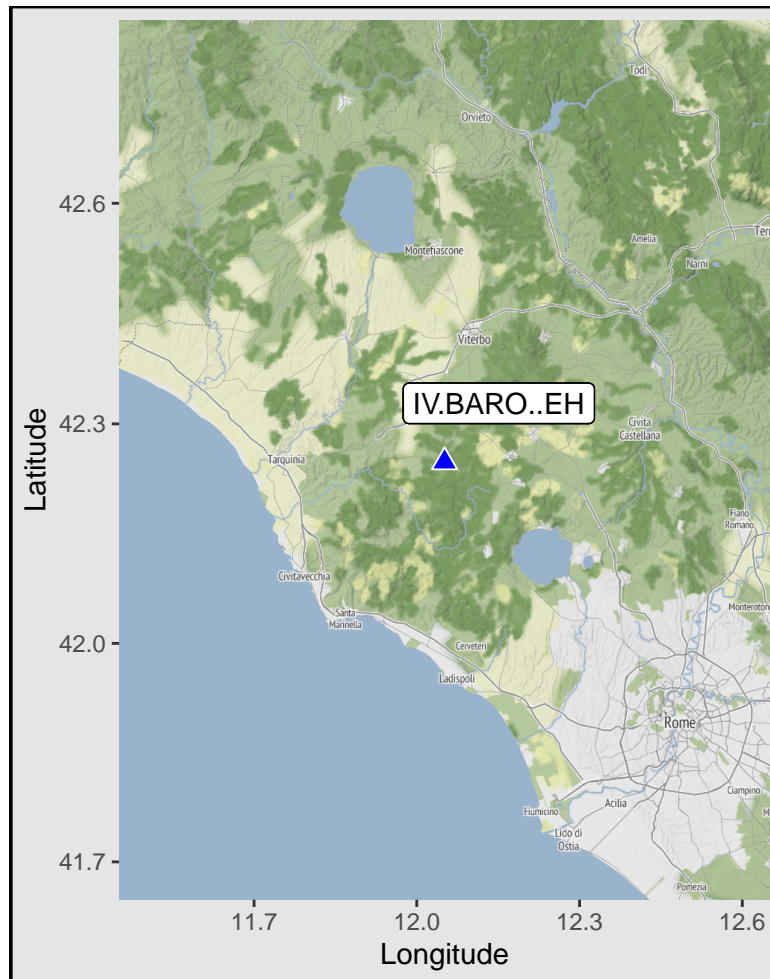 Todi
Orvieto
42.6
Amelia
Montefiascone
Narni
Viterbo
IV.BARO..EH
42.3
Civita
Castellana
Latitude
Tarquinia
Fiano
Romano
Civitavecchia
Santa
Marinella
42.0
Cerveteri
Ladispoli
Rome
Ciampino
Fiumicino
Acilia
Lido di
Ostia
41.7
Pomezia
11.7
12.0
12.3
12.6
Longitude